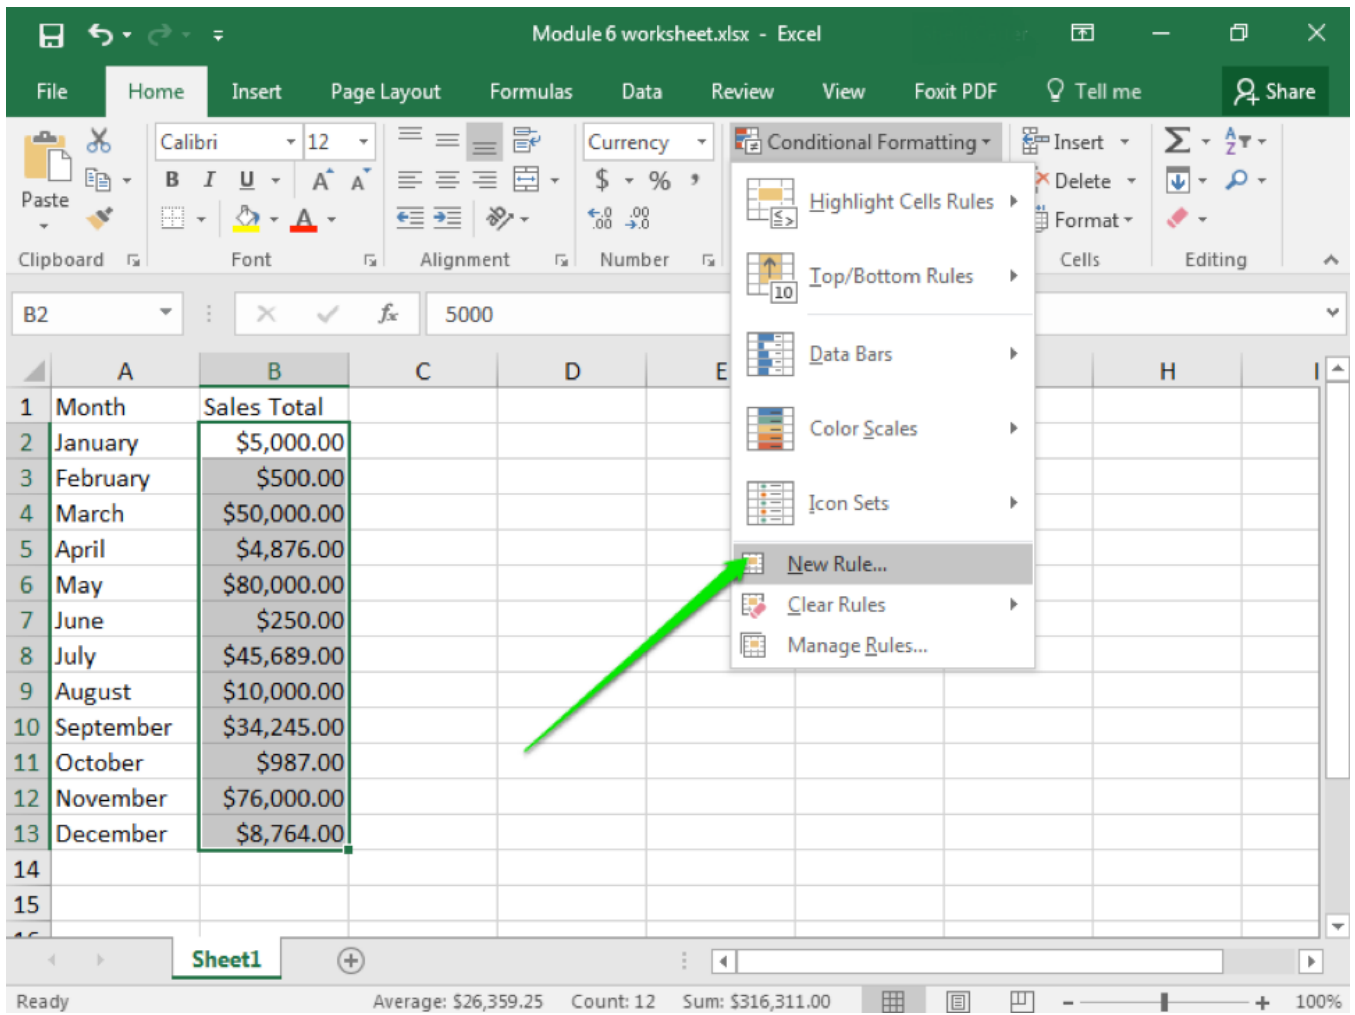 Module 6 worksheet.xlsx - Excel
File Home Insert Page Layout Formulas Data Review View Foxit PDF Tell me Share
Calibri 12 Currency Conditional Formatting Insert
Paste B I U A A $ % , Delete
A .0 .00 .00 .0 Format
Clipboard Font Alignment Number Cells Editing
Highlight Cells Rules
Top/Bottom Rules
10
Data Bars
Color Scales
Icon Sets
New Rule...
Clear Rules
Manage Rules...
B2 fx 5000
A B C D E H I
1 Month Sales Total
2 January $5,000.00
3 February $500.00
4 March $50,000.00
5 April $4,876.00
6 May $80,000.00
7 June $250.00
8 July $45,689.00
9 August $10,000.00
10 September $34,245.00
11 October $987.00
12 November $76,000.00
13 December $8,764.00
14
15
Sheet1
Ready Average: $26,359.25 Count: 12 Sum: $316,311.00 100%